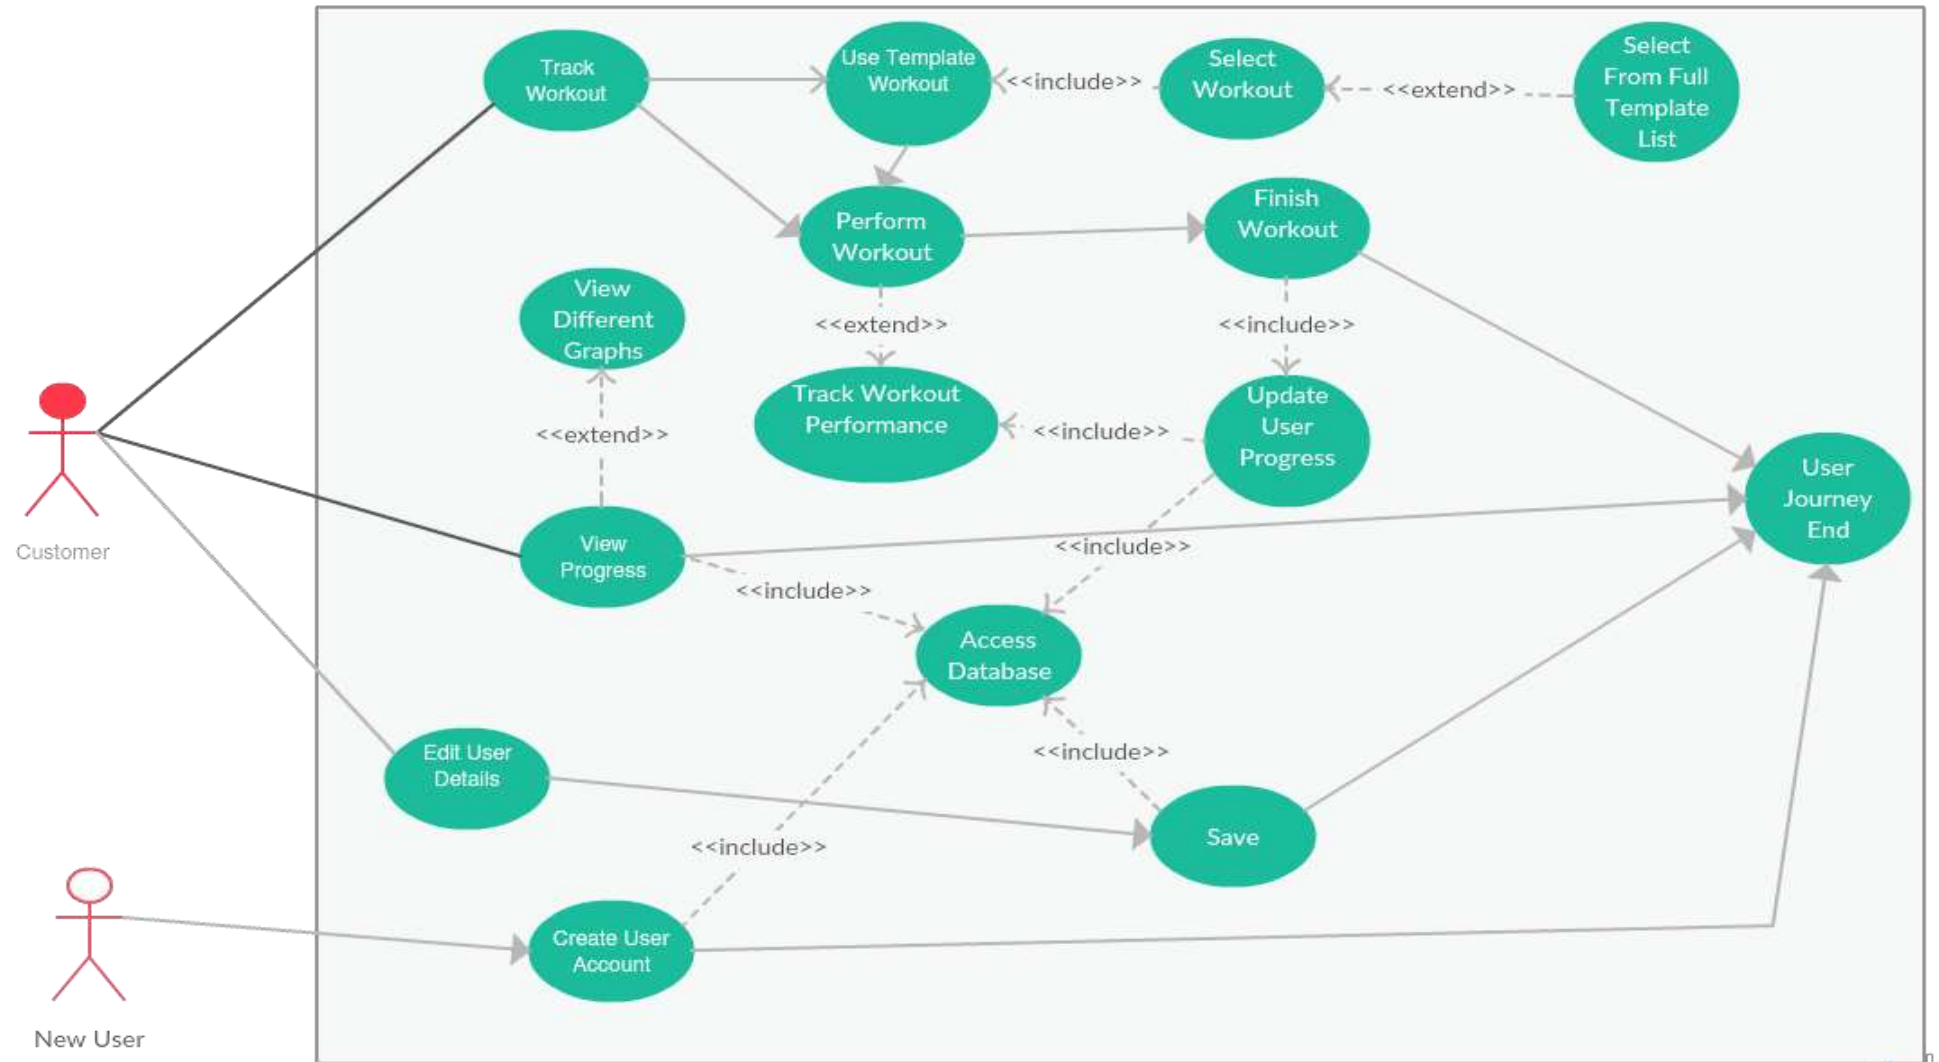 Track
Workout
Use Template
Workout
<<include>>
Select
Workout
<<extend>>
Select
From Full
Template
List
Perform
Workout
Finish
Workout
View
Different
Graphs
<<extend>>
<<include>>
<<extend>>
Track Workout
Performance
<<include>>
Update
User
Progress
User
Journey
End
Customer
View
Progress
<<include>>
<<include>>
Access
Database
Edit User
Details
<<include>>
Save
<<include>>
Create User
Account
New User
n